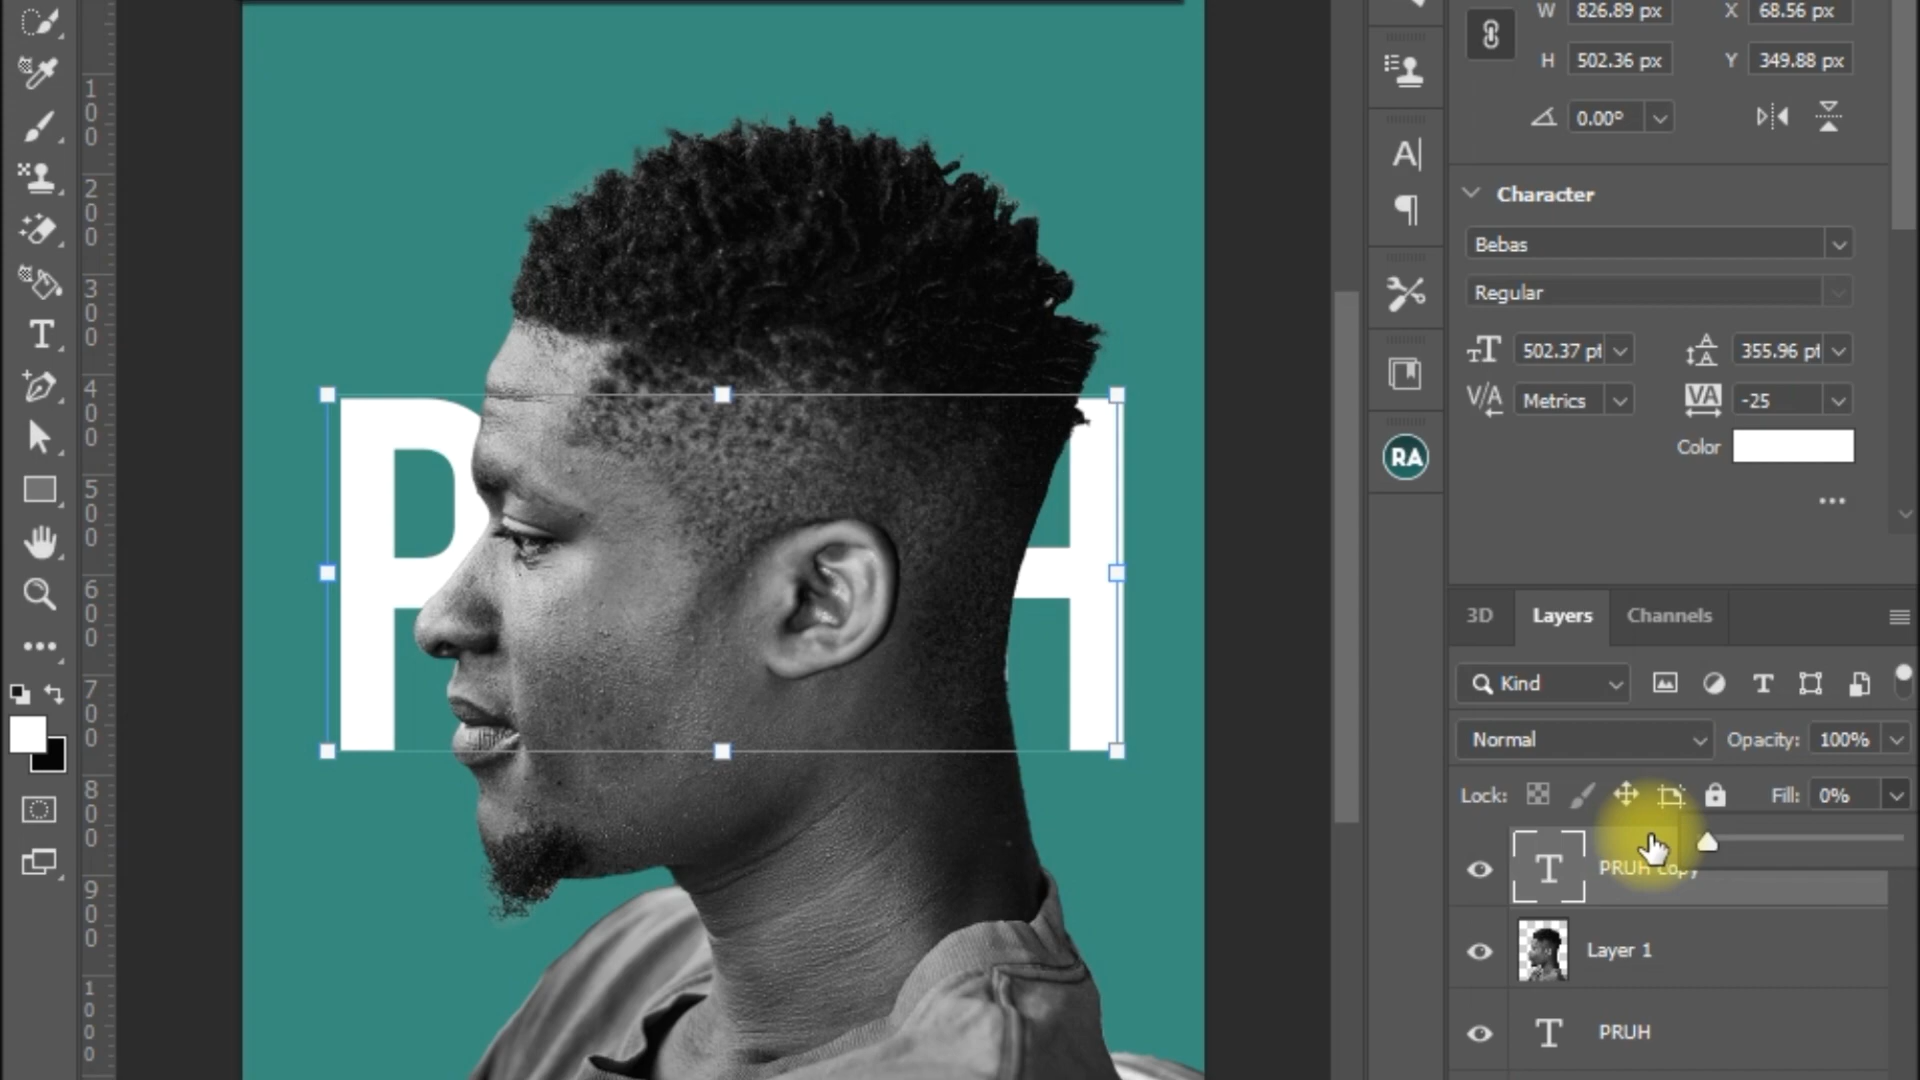 W 826.89 px X 68.56 px
H 502.36 px Y 349.88 px
0.00°
Character
Bebas
Regular
502.37 pt 355.96 pt
Metrics -25
Color
RA
3D Layers Channels
Kind
Normal Opacity: 100%
Lock: Fill: 0%
PRUH copy
Layer 1
PRUH
P H
100
200
300
400
500
600
700
800
900
1000